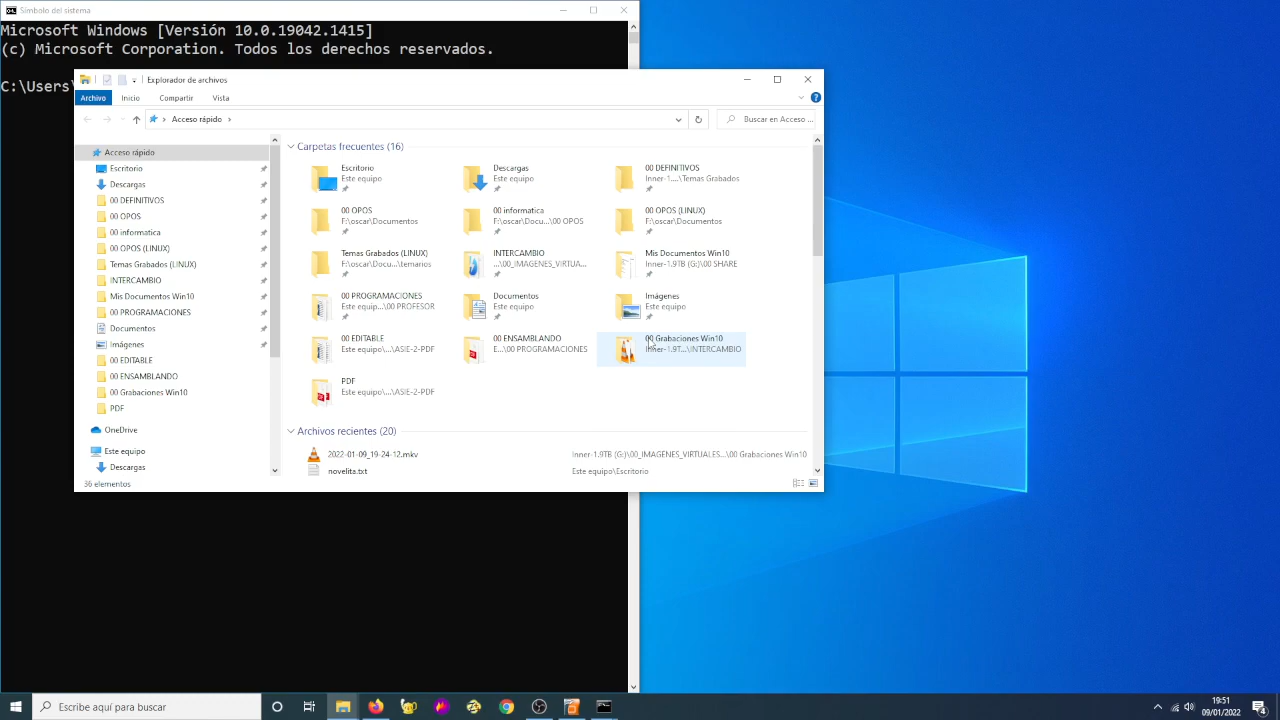 Símbolo del sistema
Microsoft Windows [Versión 10.0.19042.1415]
(c) Microsoft Corporation. Todos los derechos reservados.
C:\Users\
Explorador de archivos
Archivo
Inicio
Compartir
Vista
Acceso rápido
Buscar en Acceso ...
Acceso rápido
Escritorio
Descargas
00 DEFINITIVOS
00 OPOS
00 informatica
00 OPOS (LINUX)
Temas Grabados (LINUX)
INTERCAMBIO
Mis Documentos Win10
00 PROGRAMACIONES
Documentos
Imágenes
00 EDITABLE
00 ENSAMBLANDO
00 Grabaciones Win10
PDF
OneDrive
Este equipo
Descargas
Carpetas frecuentes (16)
Escritorio
Este equipo
Descargas
Este equipo
00 DEFINITIVOS
Inner-1....\Temas Grabados
00 OPOS
F:\oscar\Documentos
00 informatica
F:\oscar\Docu...\00 OPOS
00 OPOS (LINUX)
F:\oscar\Documentos
Temas Grabados (LINUX)
F:\oscar\Docu...\temarios
INTERCAMBIO
...\00_IMAGENES_VIRTUA...
Mis Documentos Win10
Inner-1.9TB (G:)\00 SHARE
00 PROGRAMACIONES
Este equip...\00 PROFESOR
Documentos
Este equipo
Imágenes
Este equipo
00 EDITABLE
Este equipo\...\ASIE-2-PDF
00 ENSAMBLANDO
E...\00 PROGRAMACIONES
00 Grabaciones Win10
Inner-1.9T...\INTERCAMBIO
PDF
Este equipo\...\ASIE-2-PDF
Archivos recientes (20)
2022-01-09_19-24-12.mkv
Inner-1.9TB (G:)\00_IMAGENES_VIRTUALES...\00 Grabaciones Win10
novelita.txt
Este equipo\Escritorio
36 elementos
Escribe aquí para buscar
19:51
09/01/2022
4